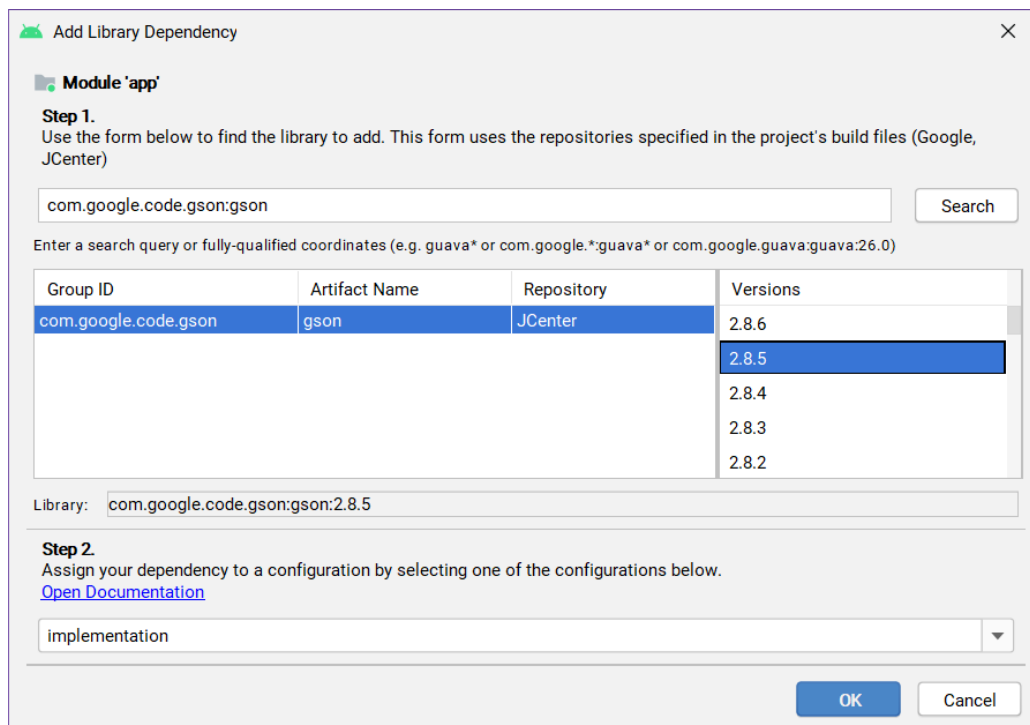 Add Library Dependency
Module 'app'
Step 1.
Use the form below to find the library to add. This form uses the repositories specified in the project's build files (Google,
JCenter)
com.google.code.gson:gson
Search
Enter a search query or fully-qualified coordinates (e.g. guava* or com.google.*:guava* or com.google.guava:guava:26.0)
Group ID Artifact Name Repository Versions
com.google.code.gson gson JCenter
2.8.6
2.8.5
2.8.4
2.8.3
2.8.2
Library: com.google.code.gson:gson:2.8.5
Step 2.
Assign your dependency to a configuration by selecting one of the configurations below.
Open Documentation
implementation
OK Cancel